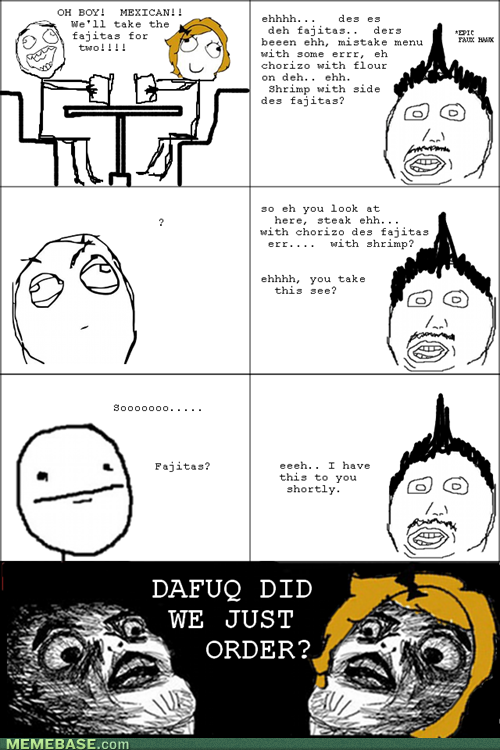 OH BOY! MEXICAN!!
We'll take the
fajitas for
two!!!!
ehhhh... des es
deh fajitas.. ders
beeen ehh, mistake menu
with some errr, eh
chorizo with flour
on deh.. ehh.
Shrimp with side
des fajitas?
*EPIC
FAUX HAUK
?
so eh you look at
here, steak ehh...
with chorizo des fajitas
err.... with shrimp?
ehhhh, you take
this see?
Sooooooo.....
Fajitas?
eeeh.. I have
this to you
shortly.
DAFUQ DID
WE JUST
ORDER?
MEMEBASE.com